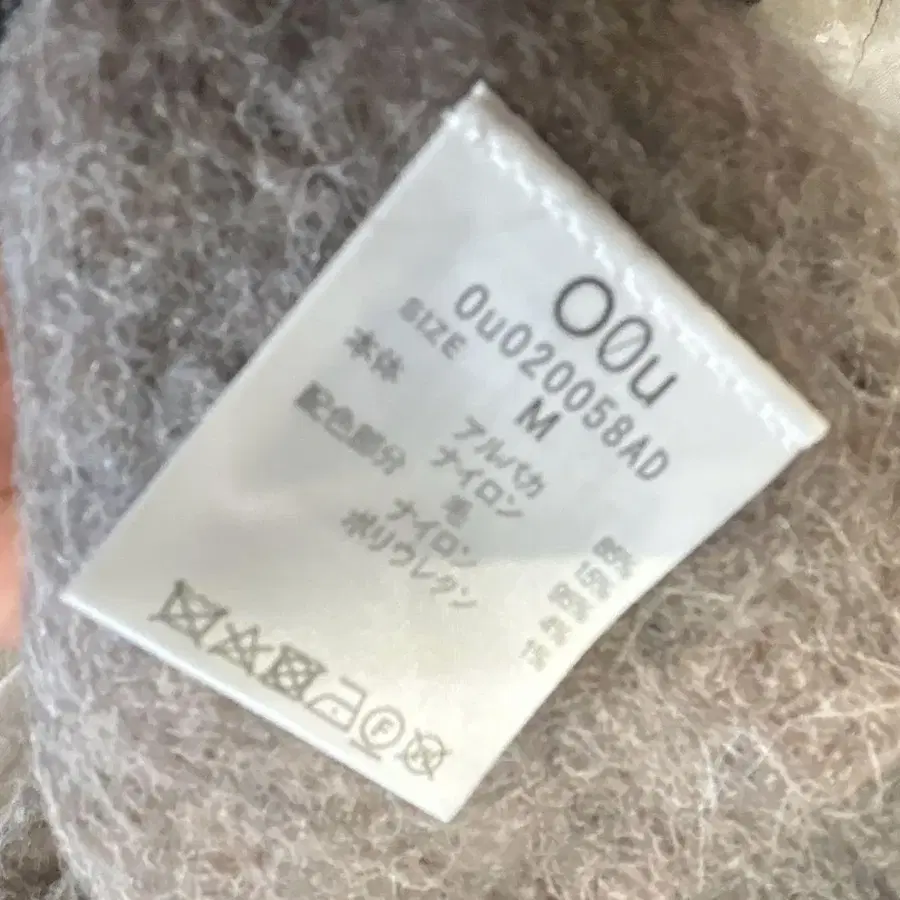 OOu
0u020058AD
SIZE M
本体 アルパカ
ナイロン
配色部分 毛
ナイロン
ポリウレタン
F